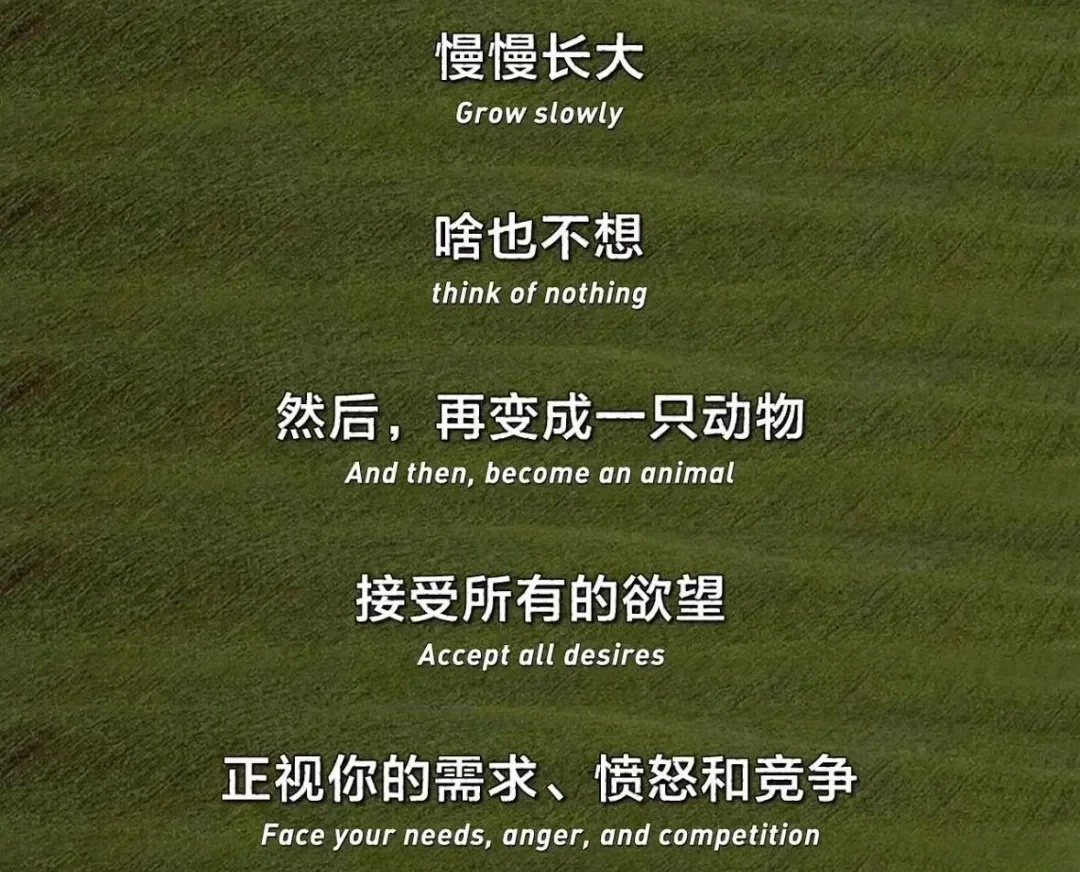 慢慢长大
Grow slowly
啥也不想
think of nothing
然后，再变成一只动物
And then, become an animal
接受所有的欲望
Accept all desires
正视你的需求、愤怒和竞争
Face your needs, anger, and competition